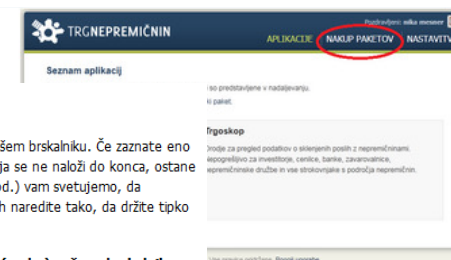 Pozdravljeni: nika mesner
TRGNEPREMIČNIN
APLIKACIJE NAKUP PAKETOV NASTAVITV
Seznam aplikacij
so predstavljene v nadaljevanju.
ki paket.
Trgoskop
Orodje za pregled podatkov o sklenjenih poslih z nepremičninami.
Nepogrešljivo za investitorje, cenilce, banke, zavarovalnice,
nepremičninske družbe in vse strokovnjake s področja nepremičnin.
šem brskalniku. Če zaznate eno
ja se ne naloži do konca, ostane
od.) vam svetujemo, da
h naredite tako, da držite tipko